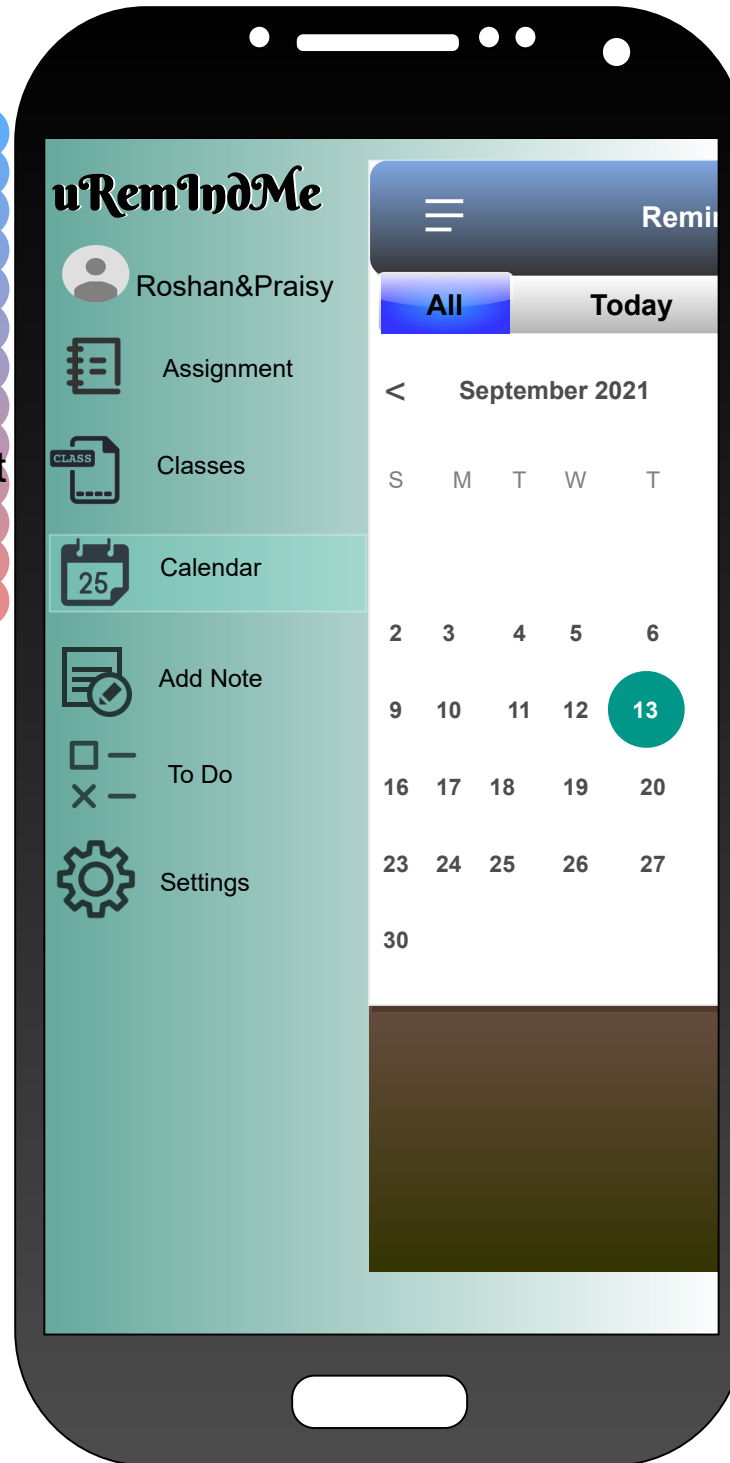 uRemIndMe
Roshan&Praisy
Assignment
CLASS
Classes
25
Calendar
Add Note
To Do
Settings
Remi
All Today
< September 2021
S M T W T
2 3 4 5 6
9 10 11 12 13
16 17 18 19 20
23 24 25 26 27
30
t